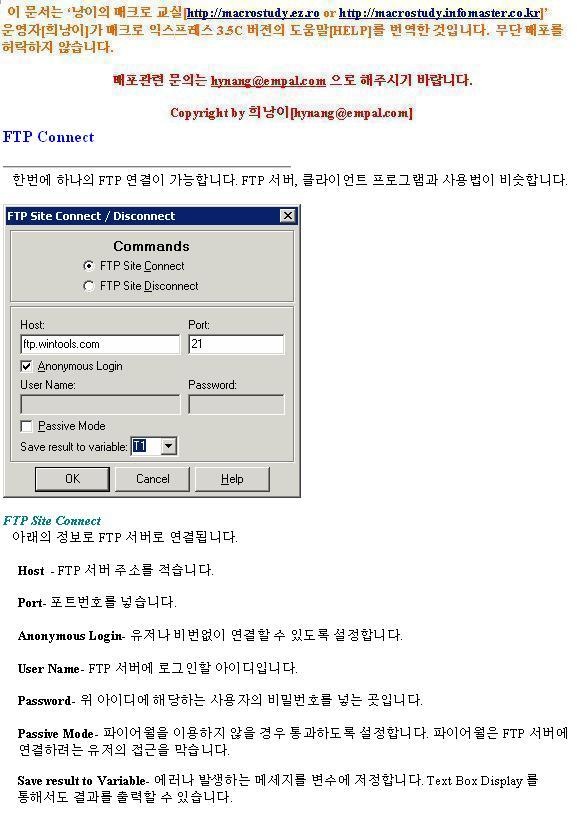 이 문서는 ‘낭이의 매크로 교실[http://macrostudy.ez.ro or http://macrostudy.infomaster.co.kr]’
운영자[희낭이]가 매크로 익스프레스 3.5C 버젼의 도움말[HELP]를 번역한 것입니다. 무단 배포를
허락하지 않습니다.
배포관련 문의는 hynang@empal.com 으로 해주시기 바랍니다.
Copyright by 희낭이[hynang@empal.com]
FTP Connect
한번에 하나의 FTP 연결이 가능합니다. FTP 서버, 클라이언트 프로그램과 사용법이 비슷합니다.
FTP Site Connect / Disconnect
Commands
FTP Site Connect
FTP Site Disconnect
Host: Port:
ftp.wintools.com 21
Anonymous Login
User Name: Password:
Passive Mode
Save result to variable: T1
OK Cancel Help
FTP Site Connect
아래의 정보로 FTP 서버로 연결됩니다.
Host - FTP 서버 주소를 적습니다.
Port- 포트번호를 넣습니다.
Anonymous Login- 유저나 비번없이 연결할 수 있도록 설정합니다.
User Name- FTP 서버에 로그인할 아이디입니다.
Password- 위 아이디에 해당하는 사용자의 비밀번호를 넣는 곳입니다.
Passive Mode- 파이어월을 이용하지 않을 경우 통과하도록 설정합니다. 파이어월은 FTP 서버에
연결하려는 유저의 접근을 막습니다.
Save result to Variable- 에러나 발생하는 메세지를 변수에 저정합니다. Text Box Display 를
통해서도 결과를 출력할 수 있습니다.